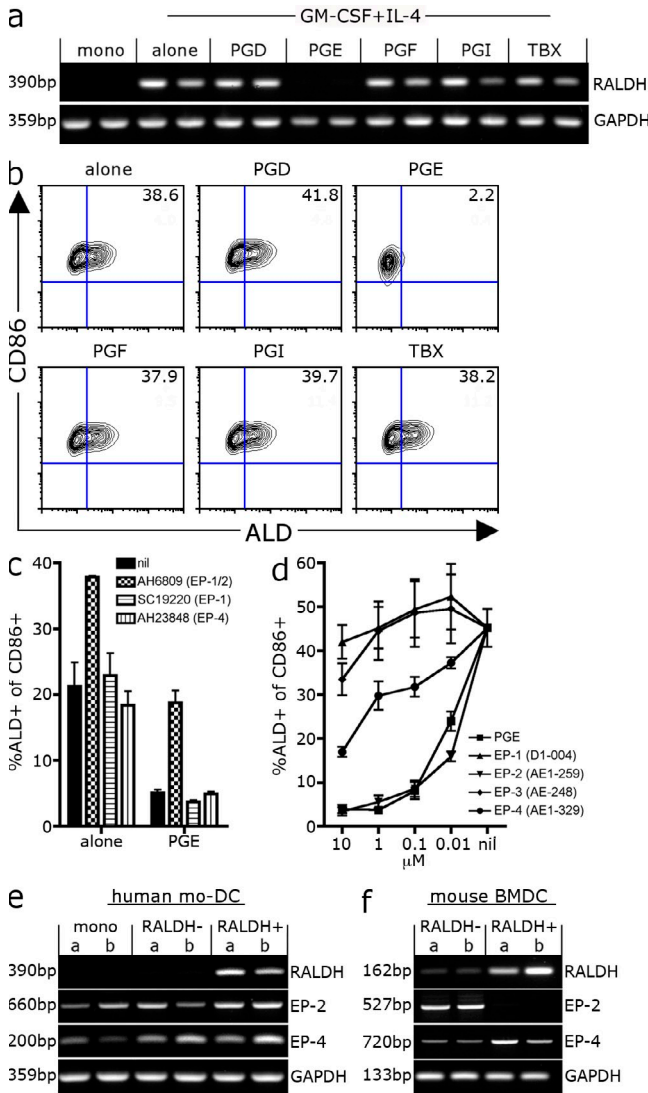 a
GM-CSF+IL-4
mono alone PGD PGE PGF PGI TBX
390bp RALDH
359bp GAPDH
b
alone PGD PGE
38.6 41.8 2.2
PGF PGI TBX
37.9 39.7 38.2
CD86
ALD
c
%ALD+ of CD86+
40
30
20
10
0
nil
AH6809 (EP-1/2)
SC19220 (EP-1)
AH23848 (EP-4)
alone PGE
d
%ALD+ of CD86+
60
50
40
30
20
10
0
PGE
EP-1 (D1-004)
EP-2 (AE1-259)
EP-3 (AE-248)
EP-4 (AE1-329)
10 1 0.1 0.01 nil
μM
e
human mo-DC
mono RALDH- RALDH+
a b a b a b
390bp RALDH
660bp EP-2
200bp EP-4
359bp GAPDH
f
mouse BMDC
RALDH- RALDH+
a b a b
162bp RALDH
527bp EP-2
720bp EP-4
133bp GAPDH